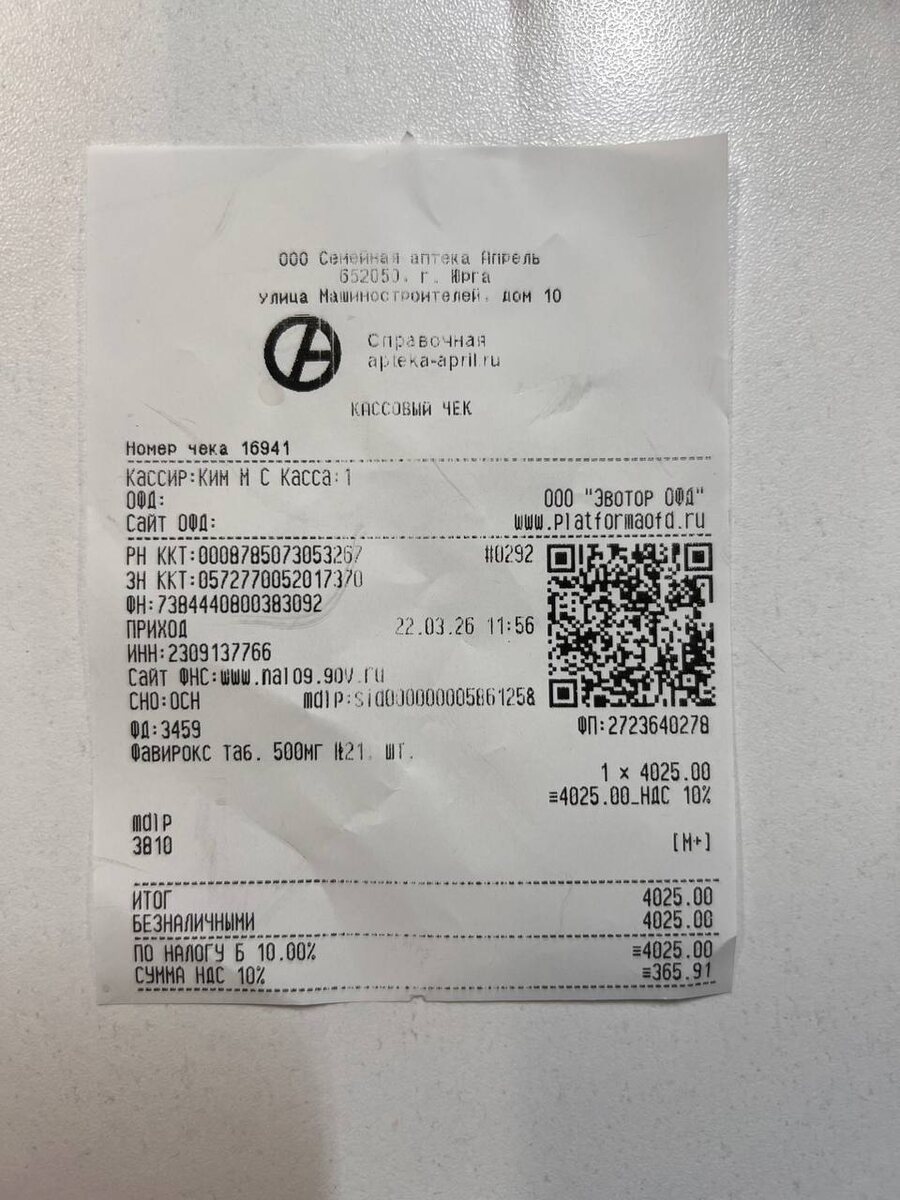 ООО Семейная аптека Апрель
652050, г. Юрга
улица Машиностроителей, дом 10
Справочная
apteka-april.ru
КАССОВЫЙ ЧЕК
Номер чека 16941
Кассир:Ким М С Касса:1
ОФД: ООО "Эвотор ОФД"
Сайт ОФД: www.platformaofd.ru
РН ККТ:0008785073053267 #0292
ЗН ККТ:0572770052017370
ФН:7384440800383092
ПРИХОД 22.03.26 11:56
ИНН:2309137766
Сайт ФНС:www.nalog.gov.ru
СНО:ОСН mdlp:sid00000000586125&
ФД:3459 ФП:2723640278
Фавирокс таб. 500мг №21, шт.
1 x 4025.00
≡4025.00_НДС 10%
mdlp
3810 [M+]
ИТОГ 4025.00
БЕЗНАЛИЧНЫМИ 4025.00
ПО НАЛОГУ Б 10.00% ≡4025.00
СУММА НДС 10% ≡365.91